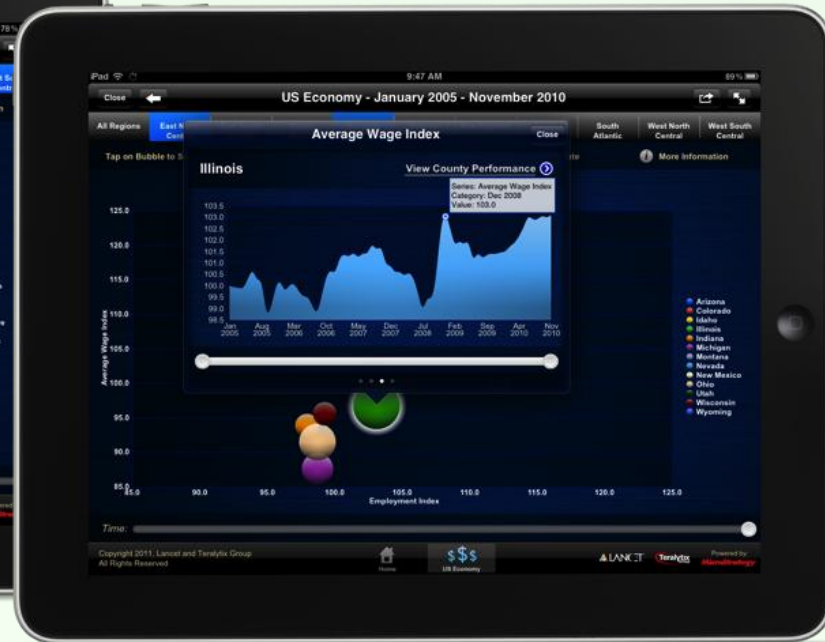 78%
iPad
9:47 AM
89%
Close
US Economy - January 2005 - November 2010
All Regions
East N
Cent
South
Atlantic
West North
Central
West South
Central
Tap on Bubble to S
More Information
Average Wage Index
Close
Illinois
View County Performance
Series: Average Wage Index
Category: Dec 2008
Value: 103.0
103.5
103.0
102.5
102.0
101.5
101.0
100.5
100.0
99.5
99.0
98.5
Jan Aug Mar Oct May Dec Jul Feb Sep Apr Nov
2005 2005 2006 2006 2007 2007 2008 2009 2009 2010 2010
125.0
120.0
115.0
110.0
105.0
100.0
95.0
90.0
85.0
Average Wage Index
85.0 90.0 95.0 100.0 105.0 110.0 115.0 120.0 125.0
Employment Index
Arizona
Colorado
Idaho
Illinois
Indiana
Michigan
Montana
Nevada
New Mexico
Ohio
Utah
Wisconsin
Wyoming
Time:
Copyright 2011, Lancet and Teralytix Group
All Rights Reserved
Home
$$$
US Economy
LANCET
Teralytix
Powered by
MicroStrategy